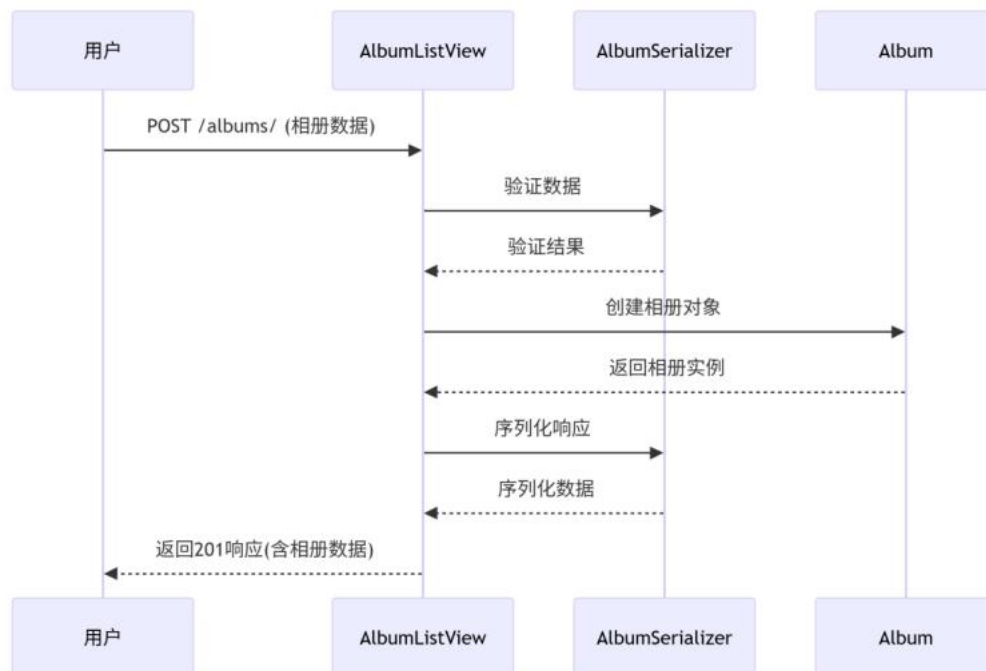 用户
AlbumListView
AlbumSerializer
Album
POST /albums/ (相册数据)
验证数据
验证结果
创建相册对象
返回相册实例
序列化响应
序列化数据
返回201响应(含相册数据)
用户
AlbumListView
AlbumSerializer
Album